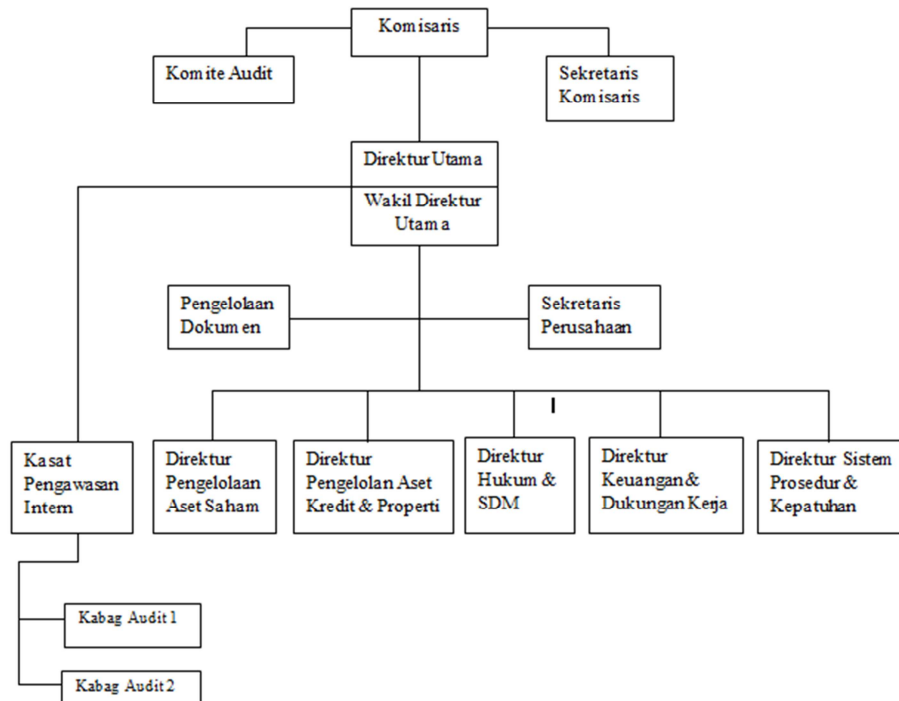 Komisaris
Komite Audit
Sekretaris
Komisaris
Direktur Utama
Wakil Direktur
Utama
Pengelolaan
Dokumen
Sekretaris
Perusahaan
Kasat
Pengawasan
Intern
Direktur
Pengelolaan
Aset Saham
Direktur
Pengelolan Aset
Kredit & Properti
Direktur
Hukum &
SDM
Direktur
Keuangan &
Dukungan Kerja
Direktur Sistem
Prosedur &
Kepatuhan
Kabag Audit 1
Kabag Audit 2